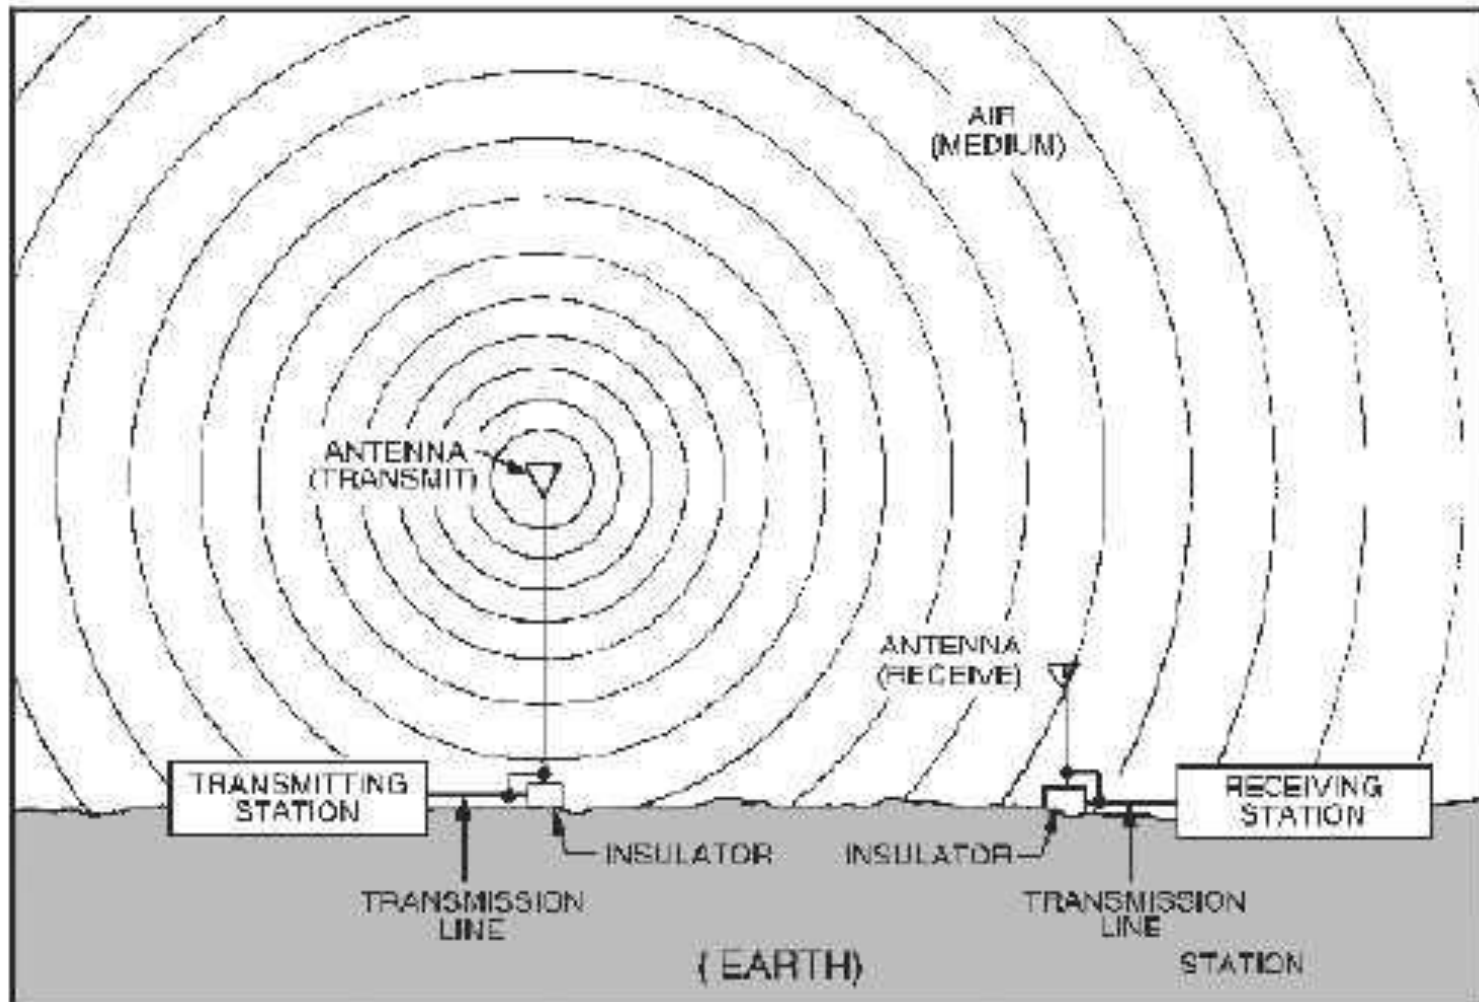 AIR
(MEDIUM)
ANTENNA
(TRANSMIT)
ANTENNA
(RECEIVE)
TRANSMITTING
STATION
RECEIVING
STATION
INSULATOR
INSULATOR
TRANSMISSION
LINE
TRANSMISSION
LINE
(EARTH)
STATION